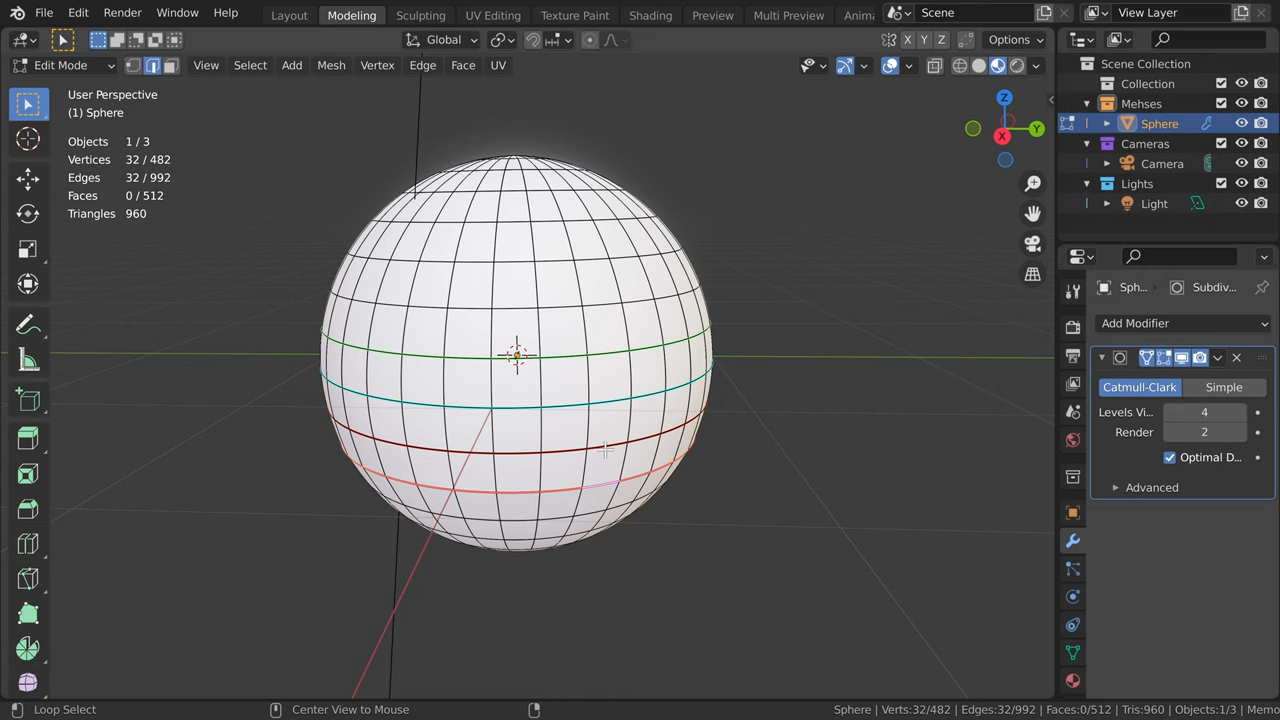 File Edit Render Window Help Layout Modeling Sculpting UV Editing Texture Paint Shading Preview Multi Preview Anima Scene View Layer
Global X Y Z Options
Edit Mode View Select Add Mesh Vertex Edge Face UV
User Perspective
(1) Sphere
Objects 1 / 3
Vertices 32 / 482
Edges 32 / 992
Faces 0 / 512
Triangles 960
Z
Y
X
Scene Collection
Collection
Mehses
Sphere
Cameras
Camera
Lights
Light
Sph... Subdiv...
Add Modifier
Catmull-Clark Simple
Levels Vi... 4
Render 2
Optimal D...
Advanced
Loop Select Center View to Mouse Sphere | Verts:32/482 | Edges:32/992 | Faces:0/512 | Tris:960 | Objects:1/3 | Memo